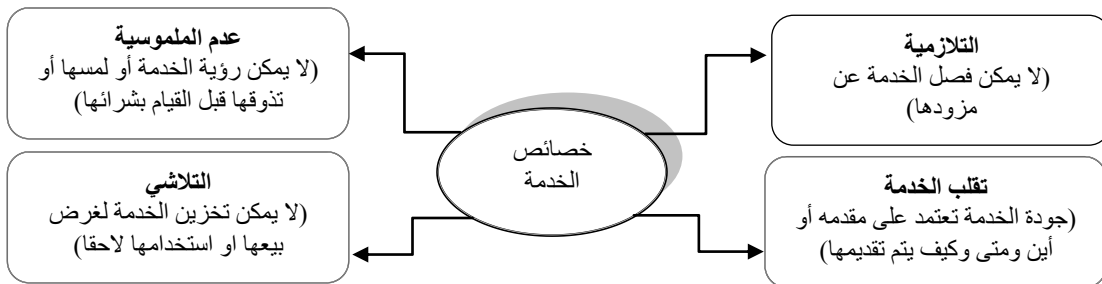 التلازمية
(لا يمكن فصل الخدمة عن
مزودها)
عدم الملموسية
(لا يمكن رؤية الخدمة أو لمسها أو
تذوقها قبل القيام بشرائها)
خصائص
الخدمة
تقلب الخدمة
(جودة الخدمة تعتمد على مقدمه أو
أين ومتى وكيف يتم تقديمها)
التلاشي
(لا يمكن تخزين الخدمة لغرض
بيعها او استخدامها لاحقا)